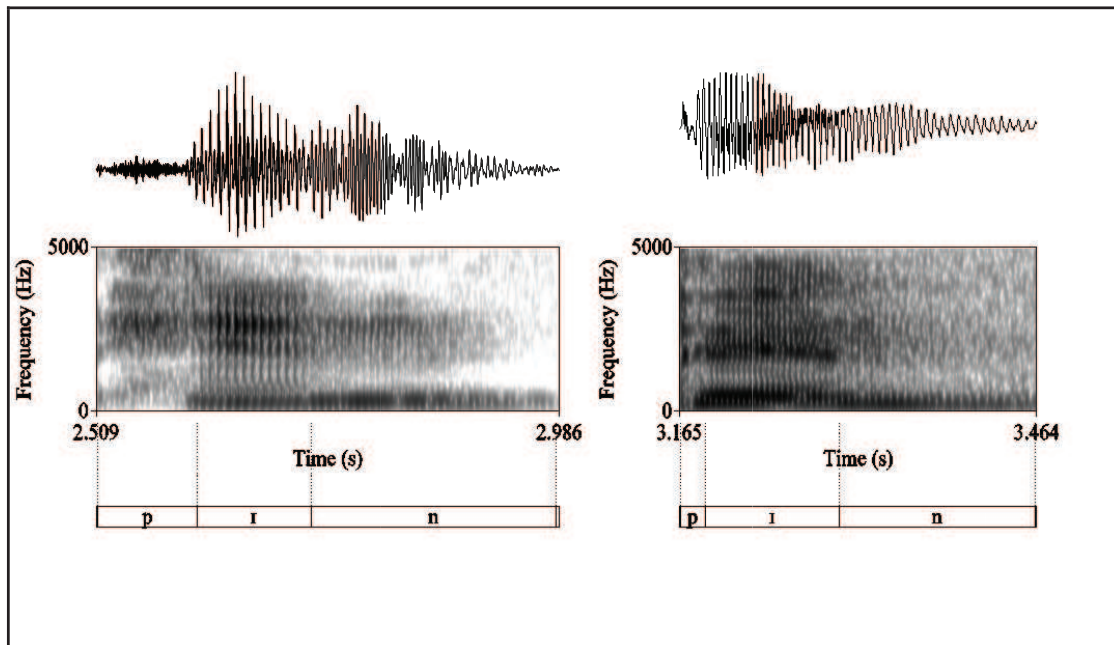 5000
Frequency (Hz)
0
2.509 2.986
Time (s)
p ɪ n
5000
Frequency (Hz)
0
3.165 3.464
Time (s)
p ɪ n